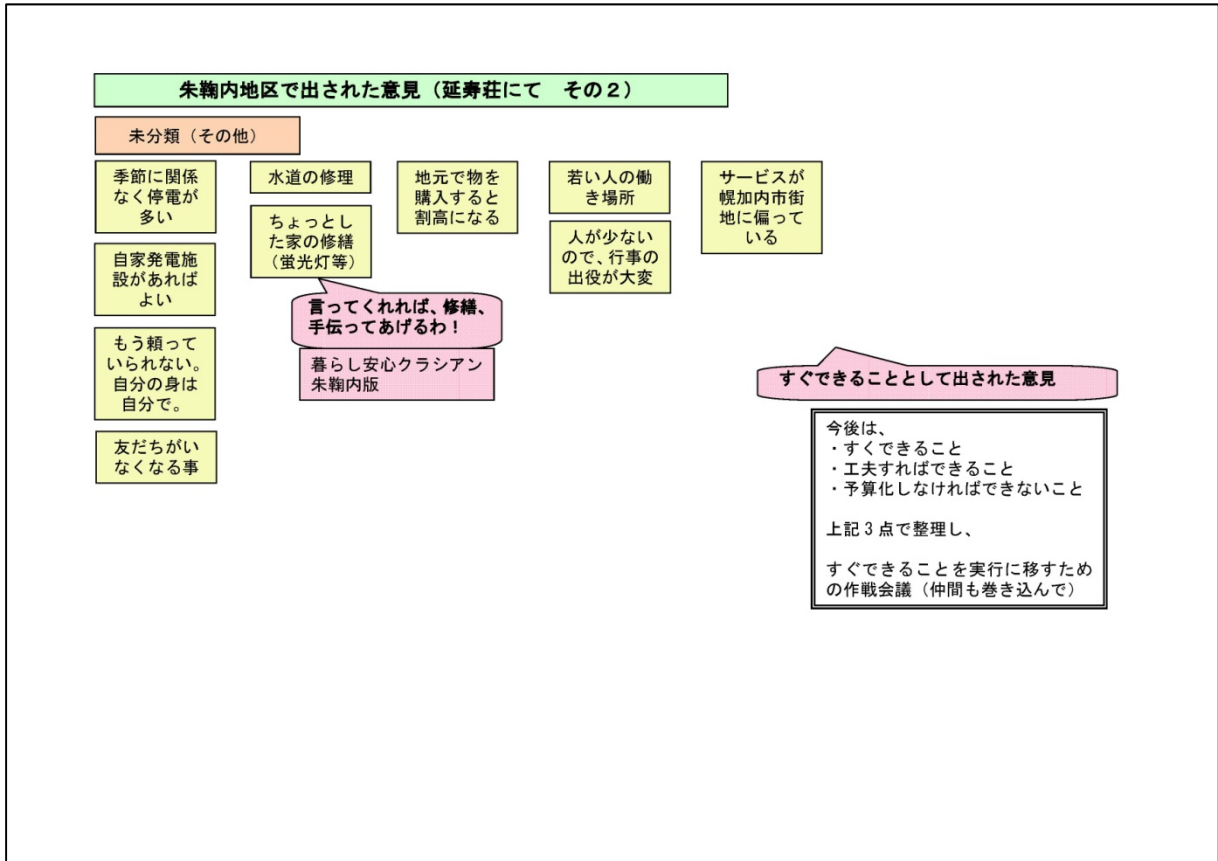 朱鞠内地区で出された意見（延寿荘にて　その２）
未分類（その他）
季節に関係
なく停電が
多い
自家発電施
設があれば
よい
もう頼って
いられない。
自分の身は
自分で。
友だちがい
なくなる事
水道の修理
ちょっとし
た家の修繕
（蛍光灯等）
言ってくれれば、修繕、
手伝ってあげるわ！
暮らし安心クラシアン
朱鞠内版
地元で物を
購入すると
割高になる
若い人の働
き場所
人が少ない
ので、行事の
出役が大変
サービスが
幌加内市街
地に偏って
いる
すぐできることとして出された意見
今後は、
・すくできること
・工夫すればできること
・予算化しなければできないこと
上記３点で整理し、
すぐできることを実行に移すため
の作戦会議（仲間も巻き込んで）